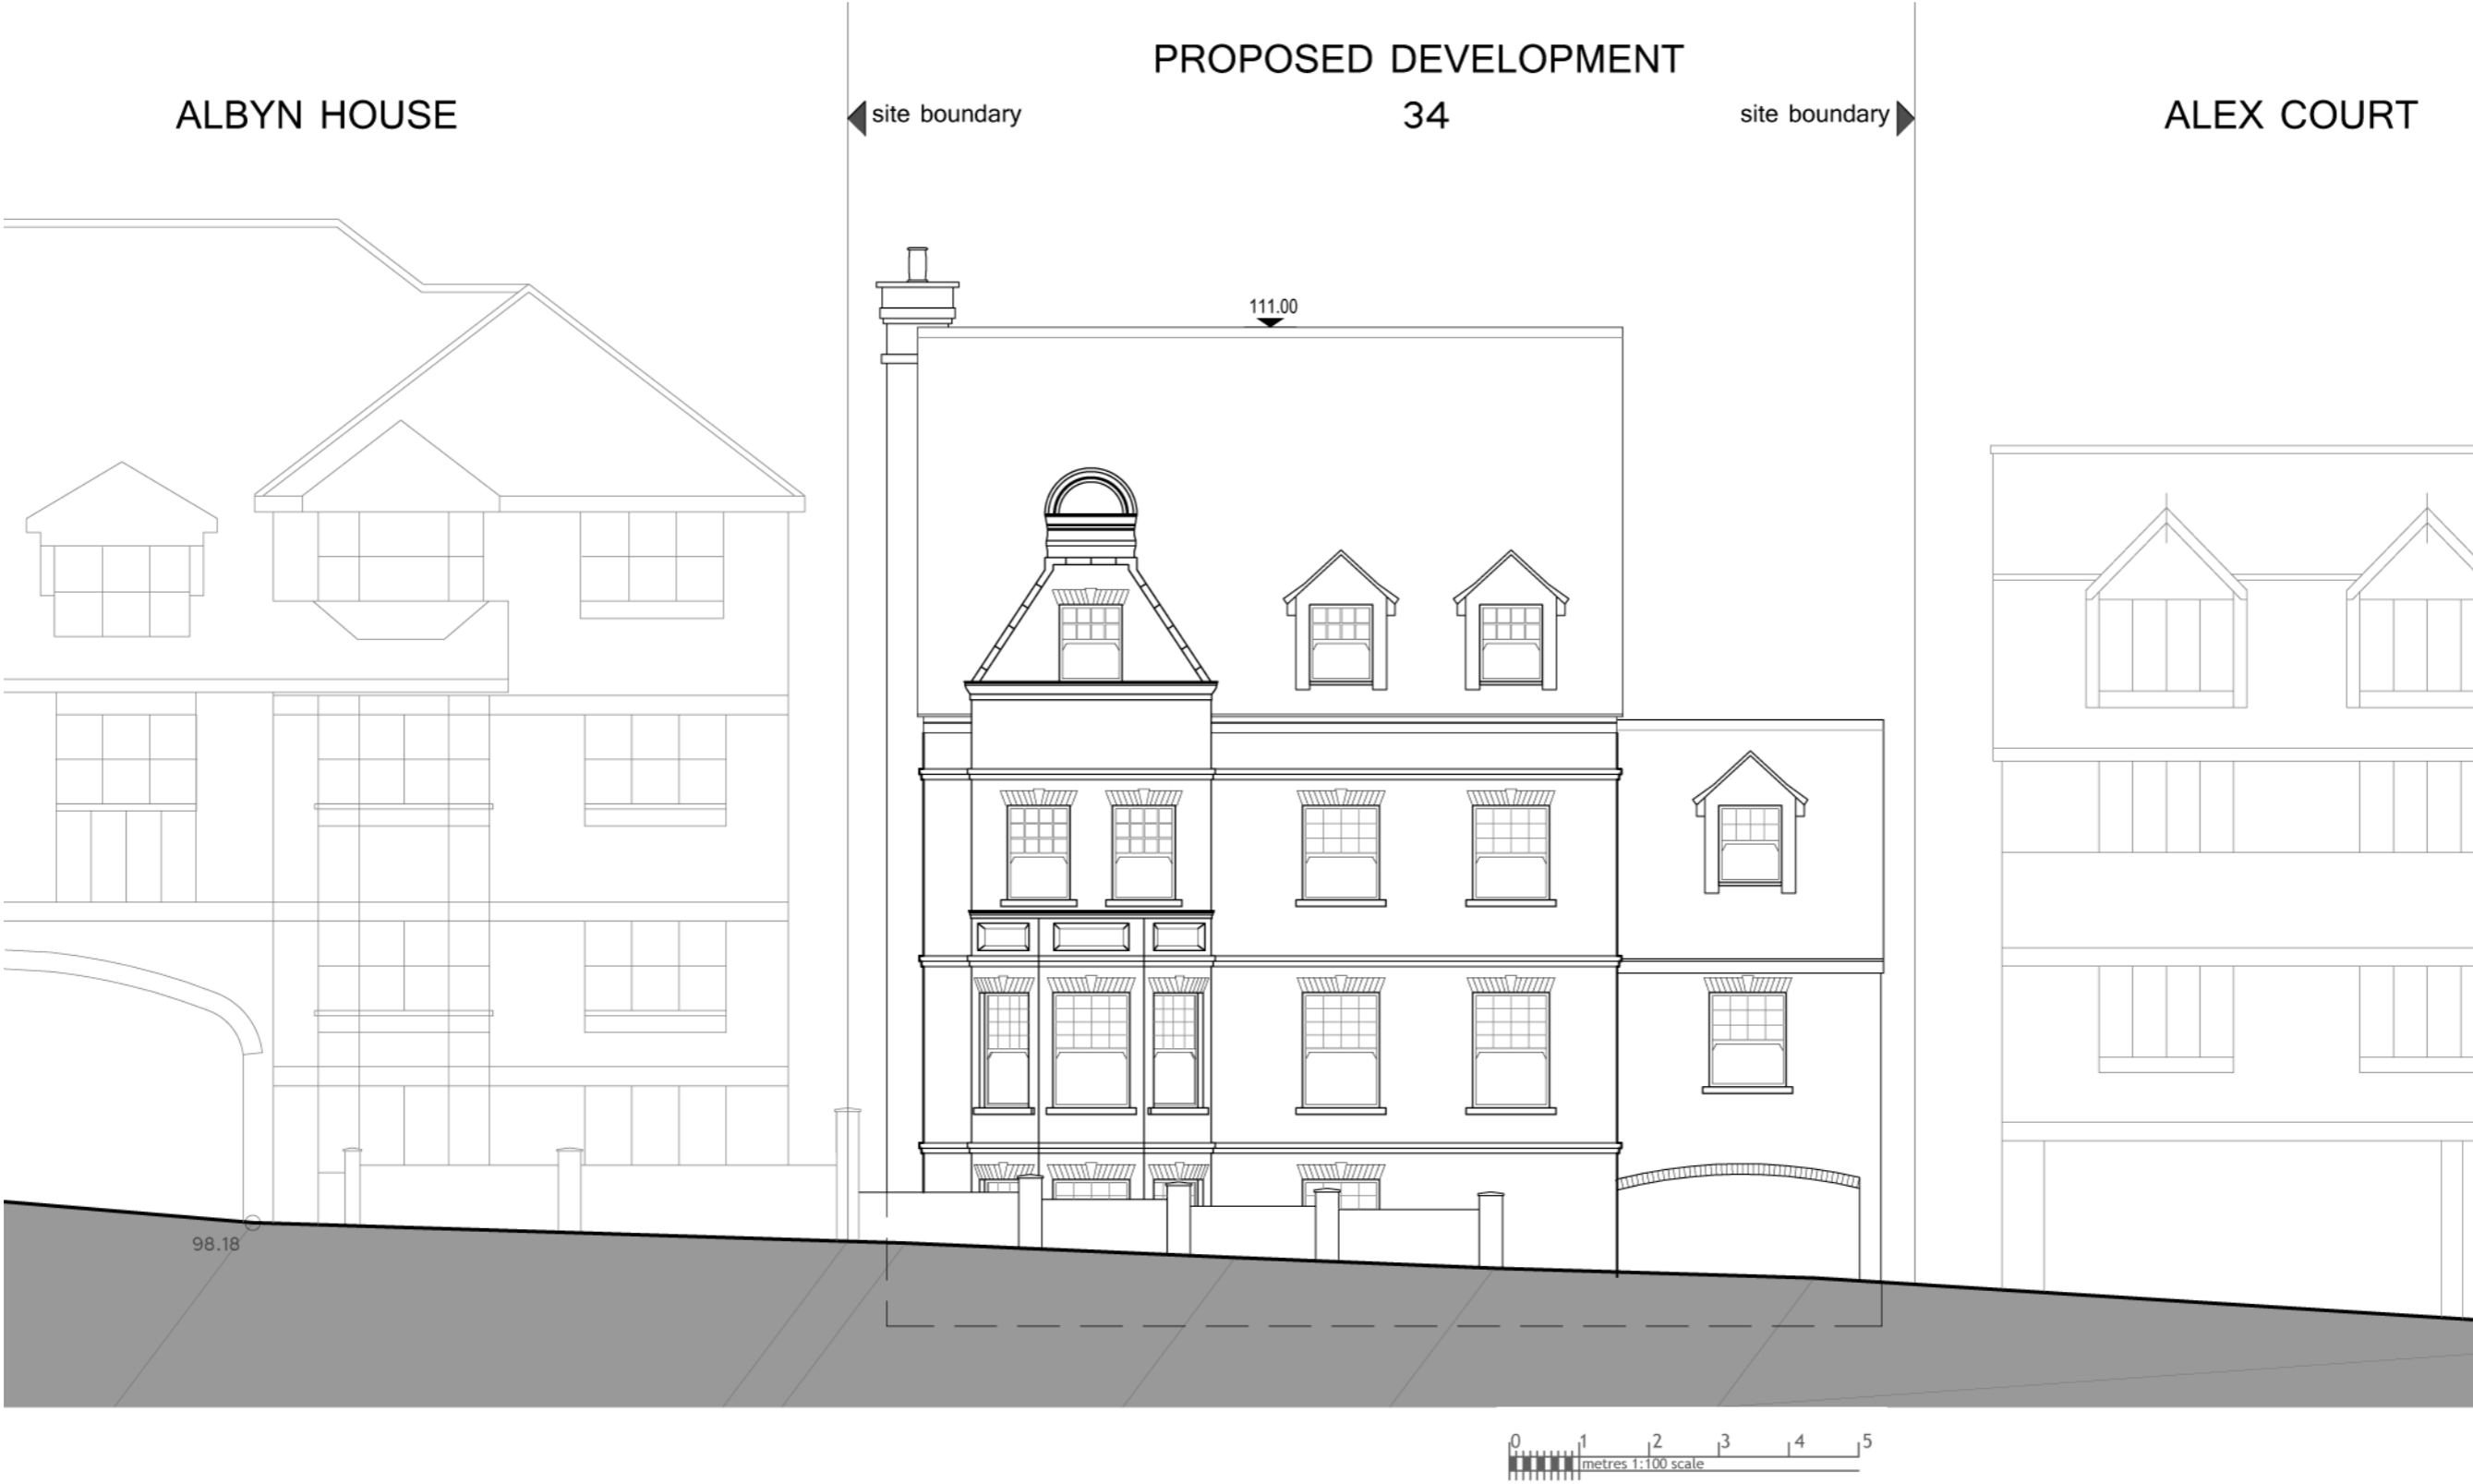 PROPOSED DEVELOPMENT
ALBYN HOUSE
site boundary
34
site boundary
ALEX COURT
111.00
98.18
0 1 2 3 4 5
metres 1:100 scale